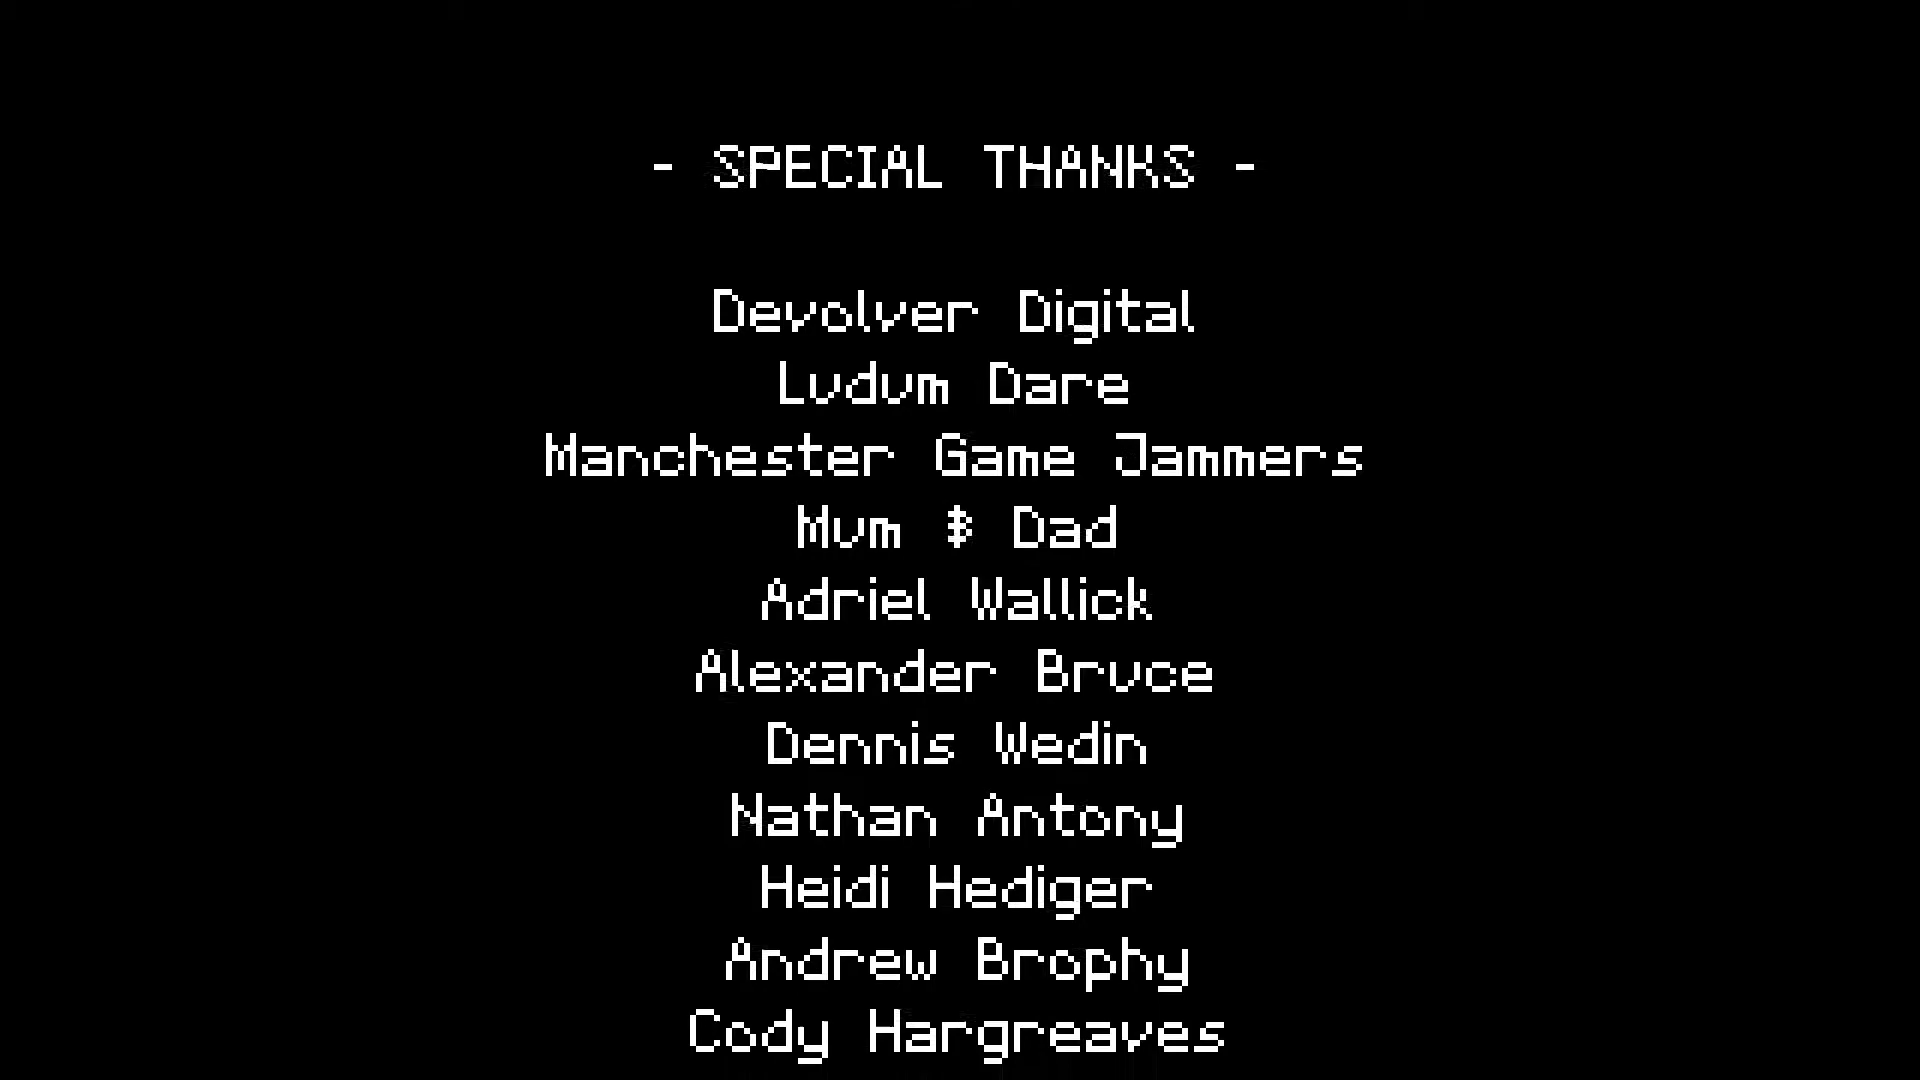 - SPECIAL THANKS -
Devolver Digital
Ludum Dare
Manchester Game Jammers
Mum & Dad
Adriel Wallick
Alexander Bruce
Dennis Wedin
Nathan Antony
Heidi Hediger
Andrew Brophy
Cody Hargreaves